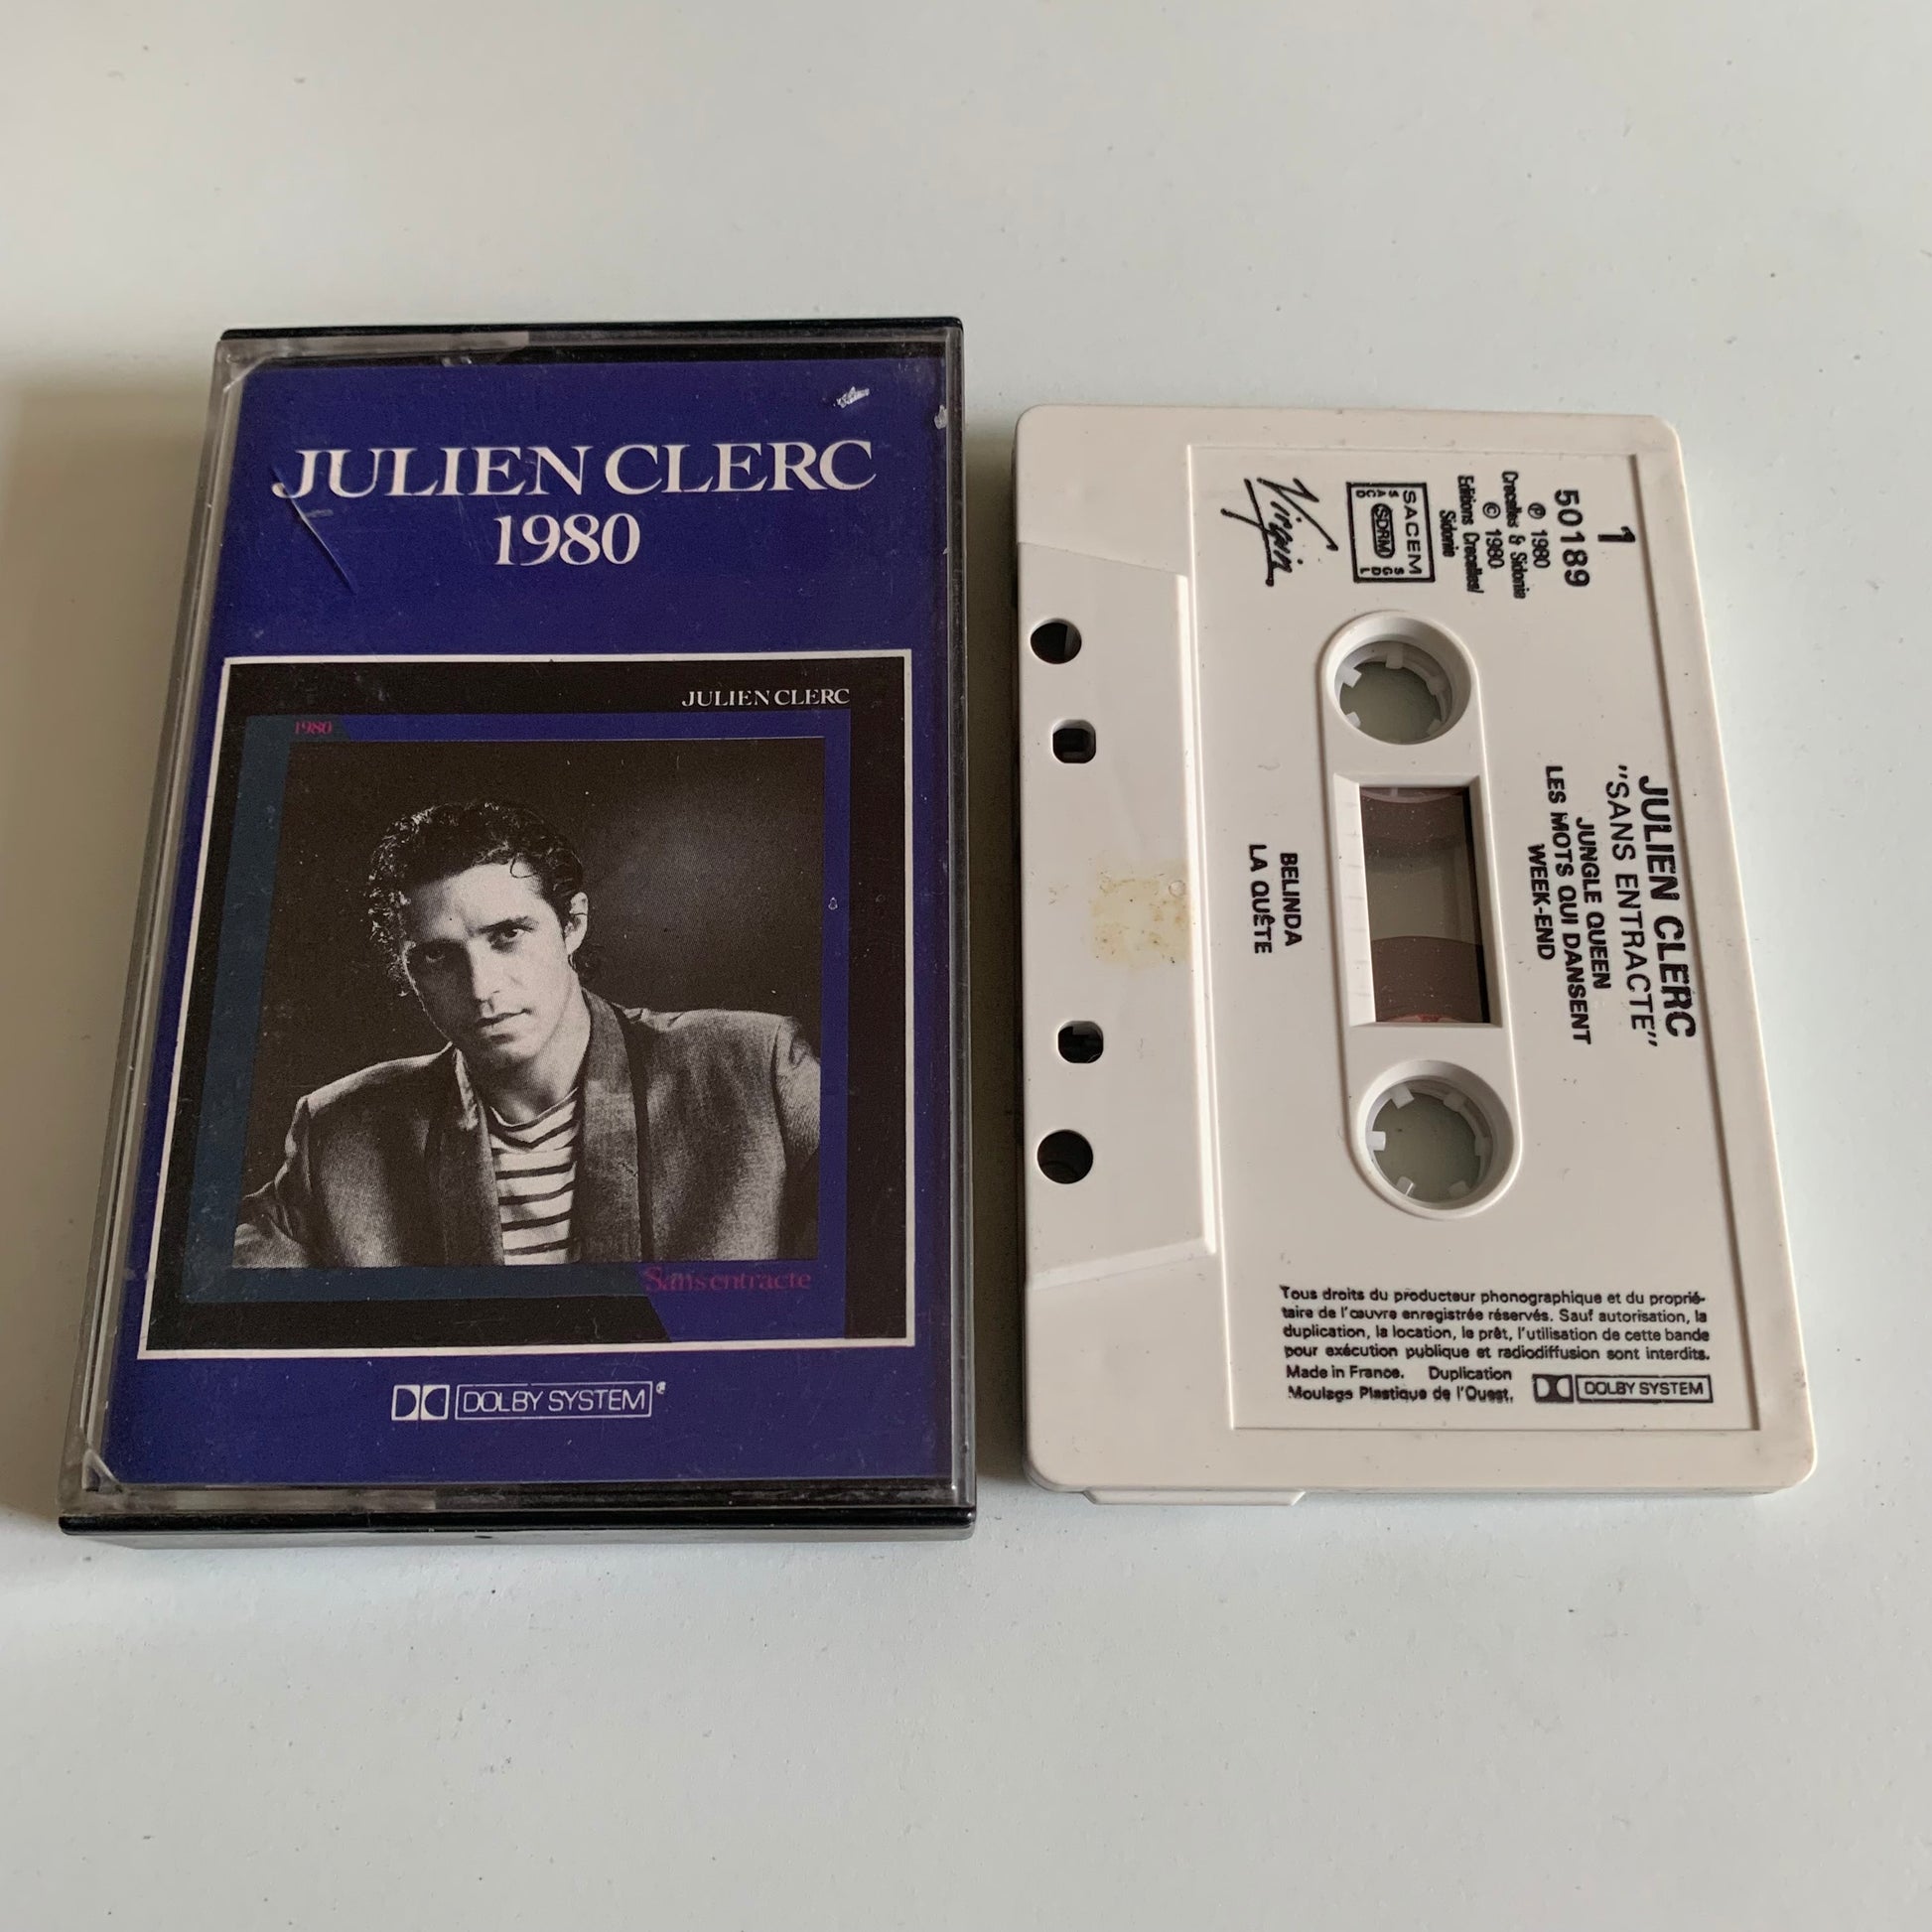 JULIEN CLERC
1980
JULIEN CLERC
1980
Sans entracte
DOLBY SYSTEM
JULIEN CLERC
"SANS ENTRACTE"
JUNGLE QUEEN
LES MOTS QUI DANSENT
WEEK-END
BELINDA
LA QUÊTE
1
50189
℗ 1980
Crecelles & Sidonie
© 1980
Editions Crecelles/
Sidonie
SACEM
SACD
SDRM
SGDL
Virgin
Tous droits du producteur phonographique et du proprié-
taire de l'œuvre enregistrée réservés. Sauf autorisation, la
duplication, la location, le prêt, l'utilisation de cette bande
pour exécution publique et radiodiffusion sont interdits.
Made in France. Duplication
Moulage Plastique de l'Ouest.
DOLBY SYSTEM